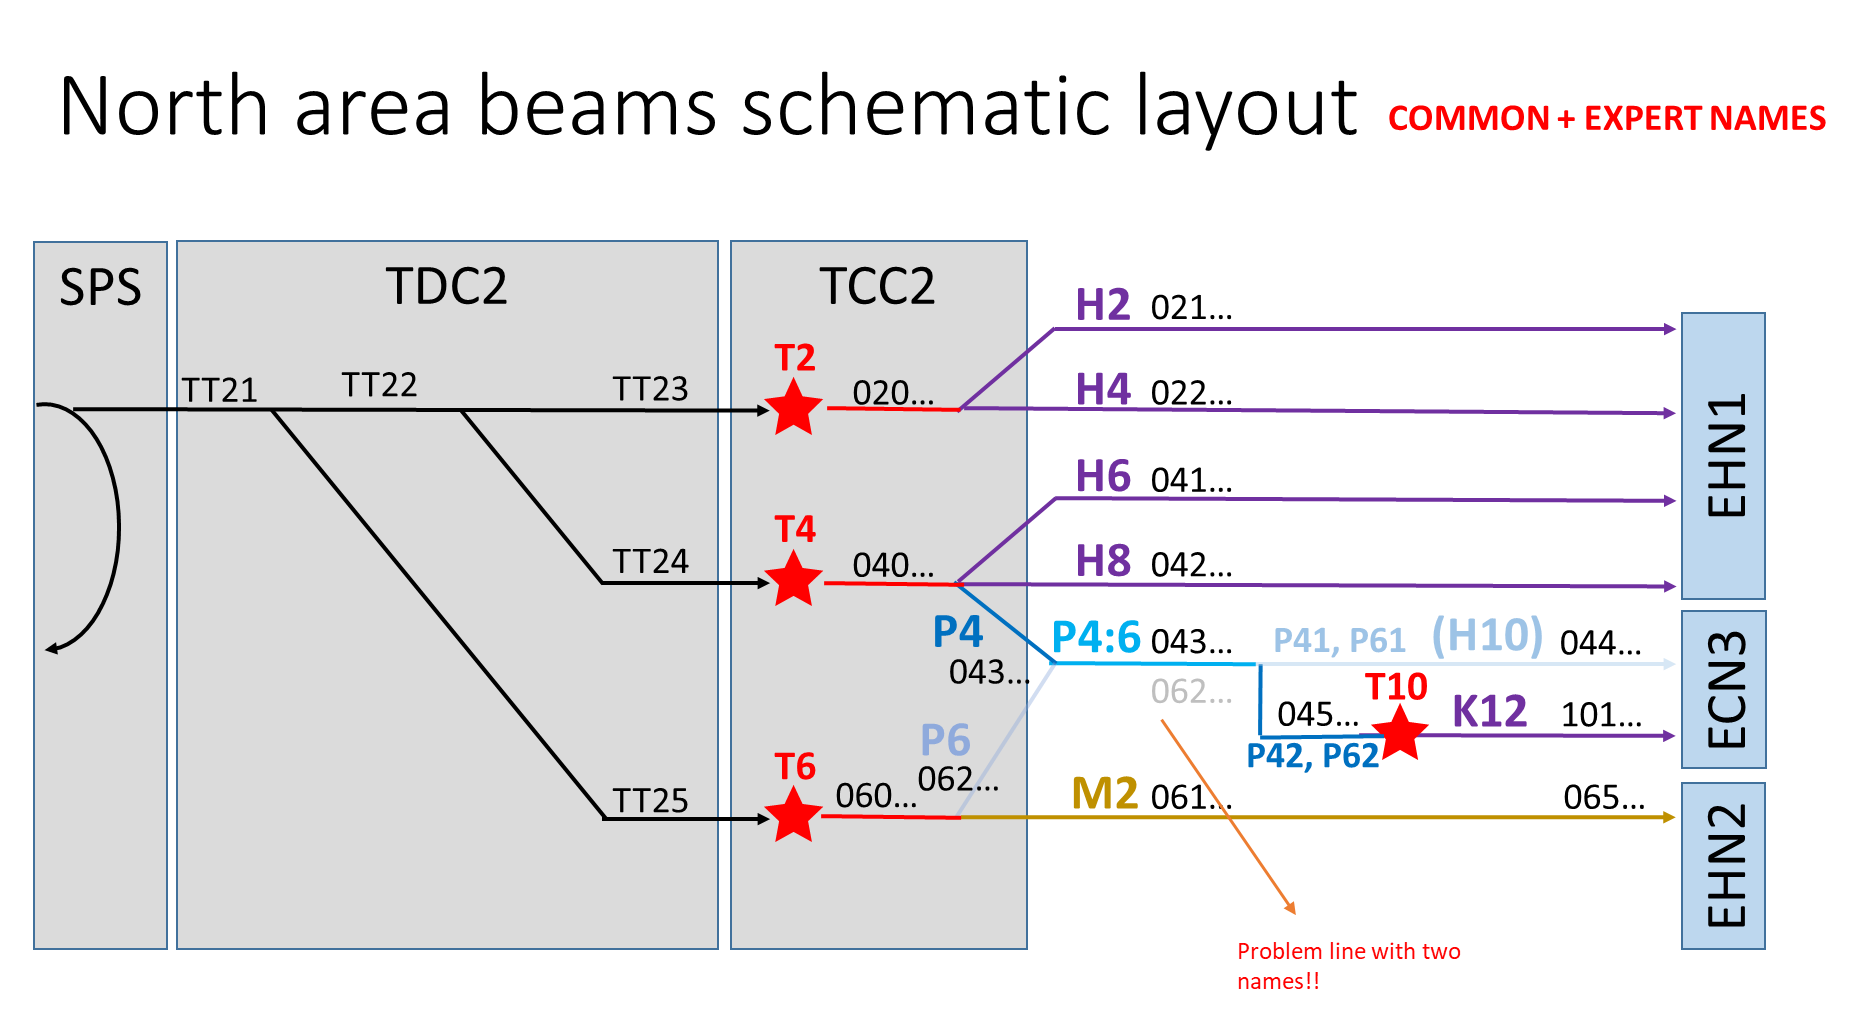 North area beams schematic layout COMMON + EXPERT NAMES
SPS
TDC2
TCC2
TT21
TT22
TT23
TT24
TT25
T2
020...
T4
040...
T6
060...
H2 021...
H4 022...
H6 041...
H8 042...
P4
043...
P4:6 043...
062...
P41, P61 (H10) 044...
T10
045...
K12 101...
P42, P62
P6
062...
M2 061...
065...
EHN1
ECN3
EHN2
Problem line with two
names!!